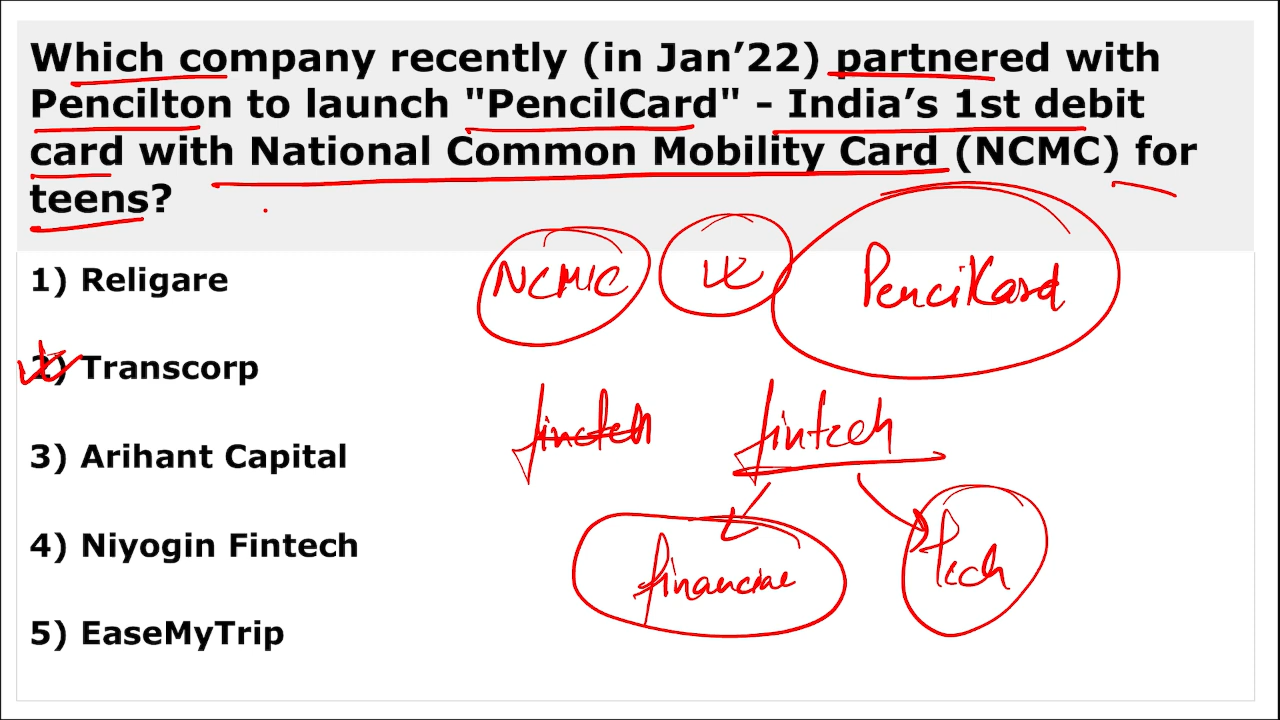 Which company recently (in Jan’22) partnered with
Pencilton to launch "PencilCard" - India’s 1st debit
card with National Common Mobility Card (NCMC) for
teens?
1) Religare
NCMC
PencilCard
2) Transcorp
fintech
3) Arihant Capital
4) Niyogin Fintech
financial
Tech
5) EaseMyTrip